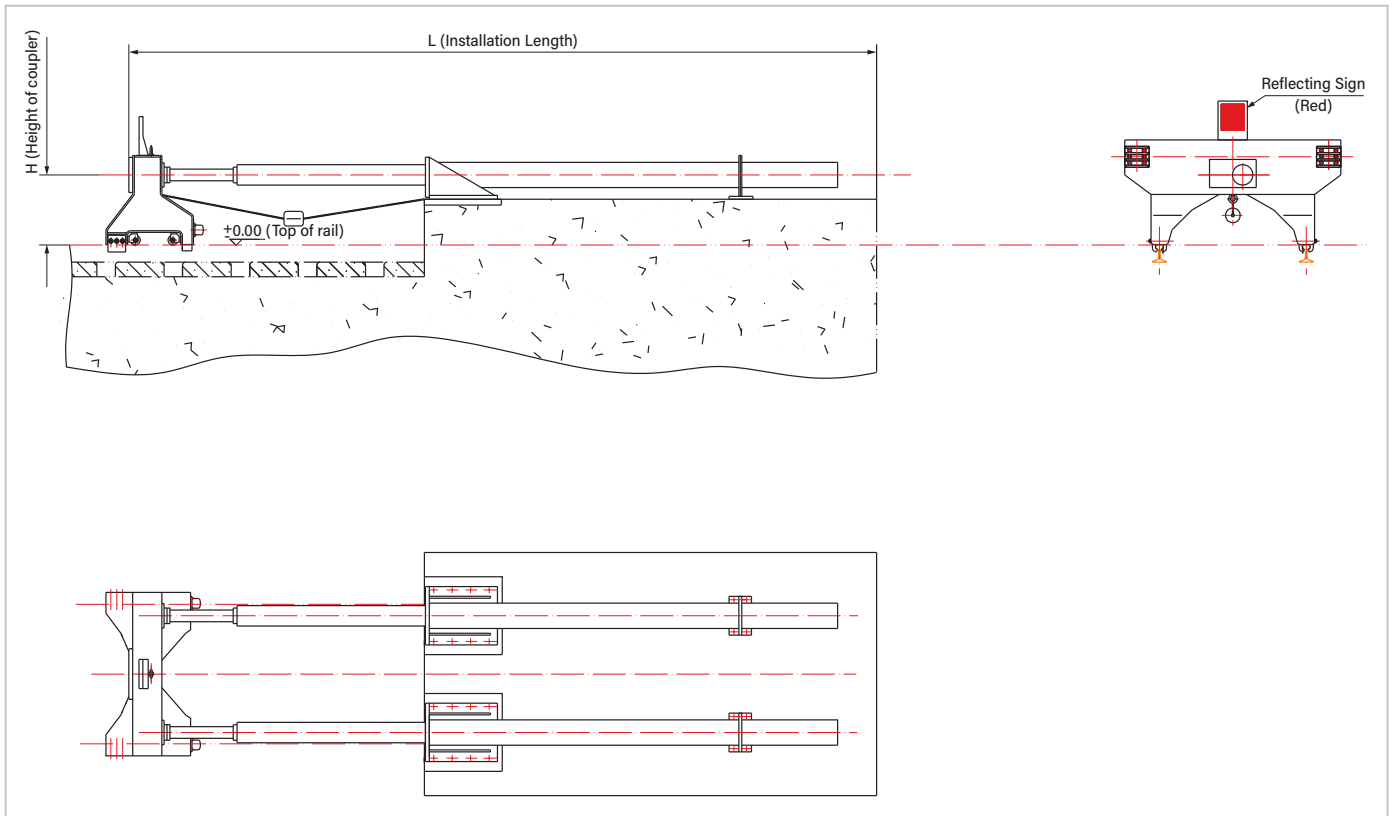 L (Installation Length)
H (Height of coupler)
Reflecting Sign
(Red)
±0.00 (Top of rail)